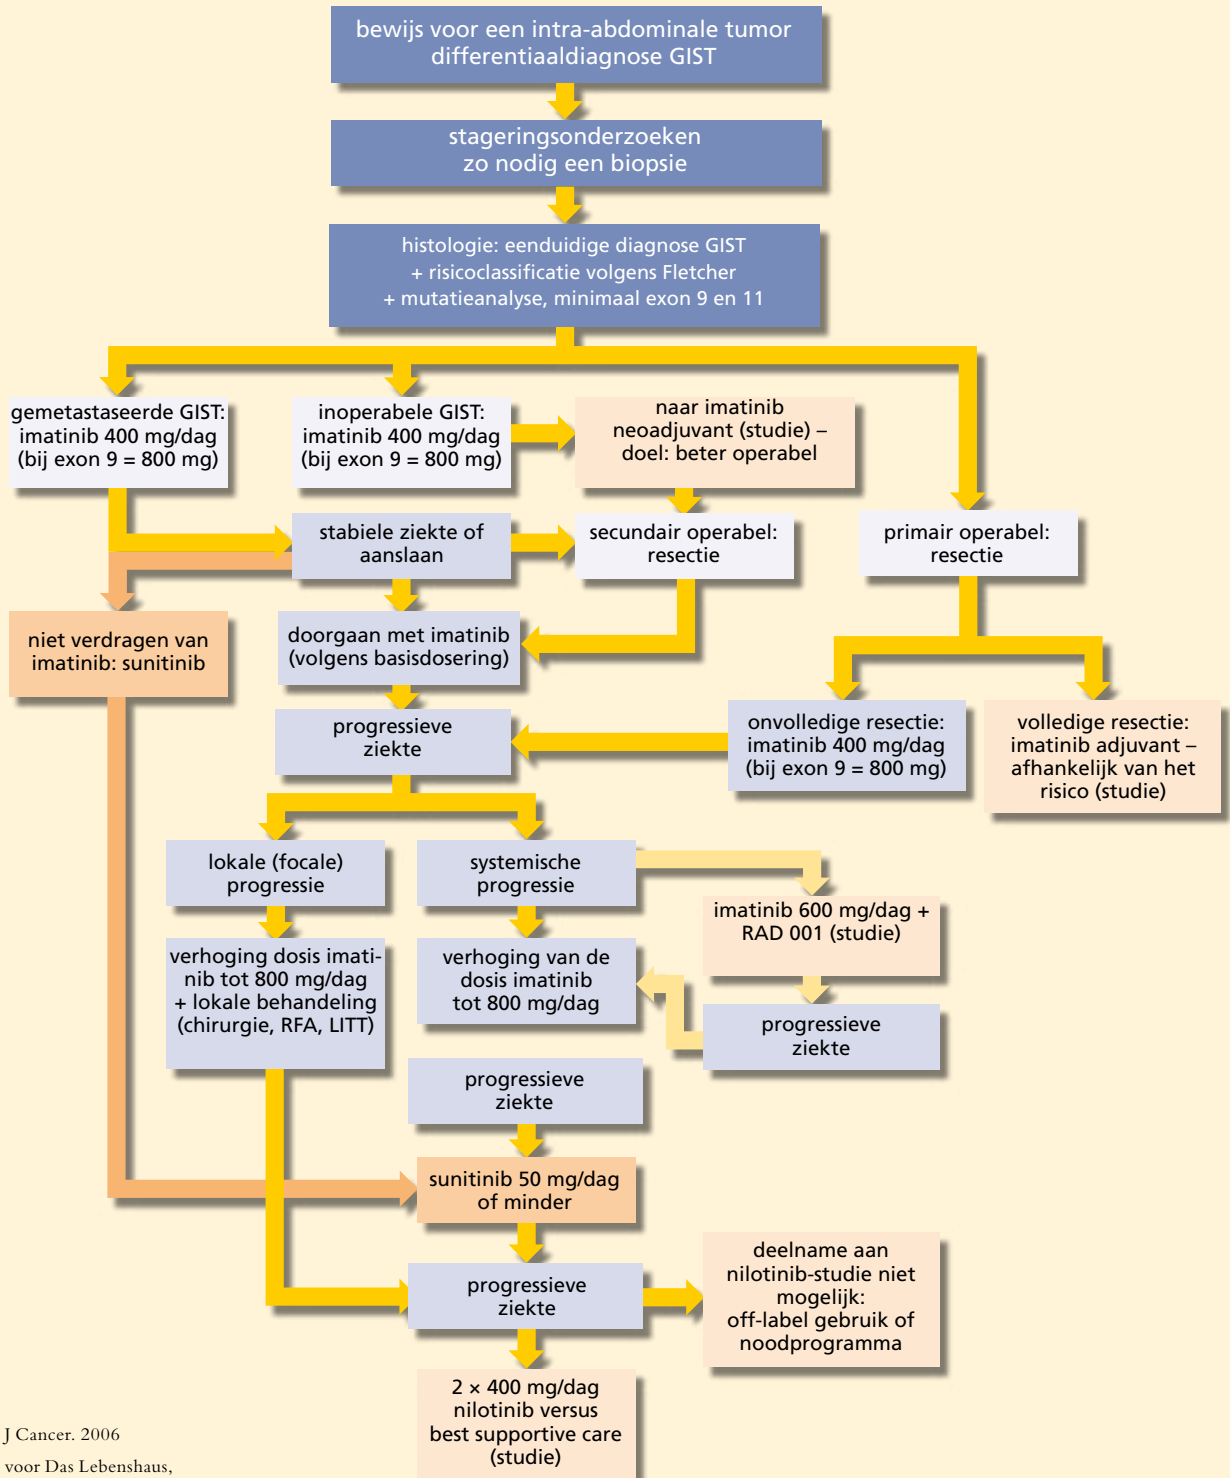 bewijs voor een intra-abdominale tumor
differentiaaldiagnose GIST
stageringsonderzoeken
zo nodig een biopsie
histologie: eenduidige diagnose GIST
+ risicoclassificatie volgens Fletcher
+ mutatieanalyse, minimaal exon 9 en 11
gemetastaseerde GIST:
imatinib 400 mg/dag
(bij exon 9 = 800 mg)
inoperabele GIST:
imatinib 400 mg/dag
(bij exon 9 = 800 mg)
naar imatinib
neoadjuvant (studie) –
doel: beter operabel
stabiele ziekte of
aanslaan
secundair operabel:
resectie
primair operabel:
resectie
niet verdragen van
imatinib: sunitinib
doorgaan met imatinib
(volgens basisdosering)
progressieve
ziekte
onvolledige resectie:
imatinib 400 mg/dag
(bij exon 9 = 800 mg)
volledige resectie:
imatinib adjuvant –
afhankelijk van het
risico (studie)
lokale (focale)
progressie
systemische
progressie
imatinib 600 mg/dag +
RAD 001 (studie)
verhoging dosis imati-
nib tot 800 mg/dag
+ lokale behandeling
(chirurgie, RFA, LITT)
verhoging van de
dosis imatinib
tot 800 mg/dag
progressieve
ziekte
progressieve
ziekte
sunitinib 50 mg/dag
of minder
progressieve
ziekte
deelname aan
nilotinib-studie niet
mogelijk:
off-label gebruik of
noodprogramma
2 × 400 mg/dag
nilotinib versus
best supportive care
(studie)
J Cancer. 2006
voor Das Lebenshaus,